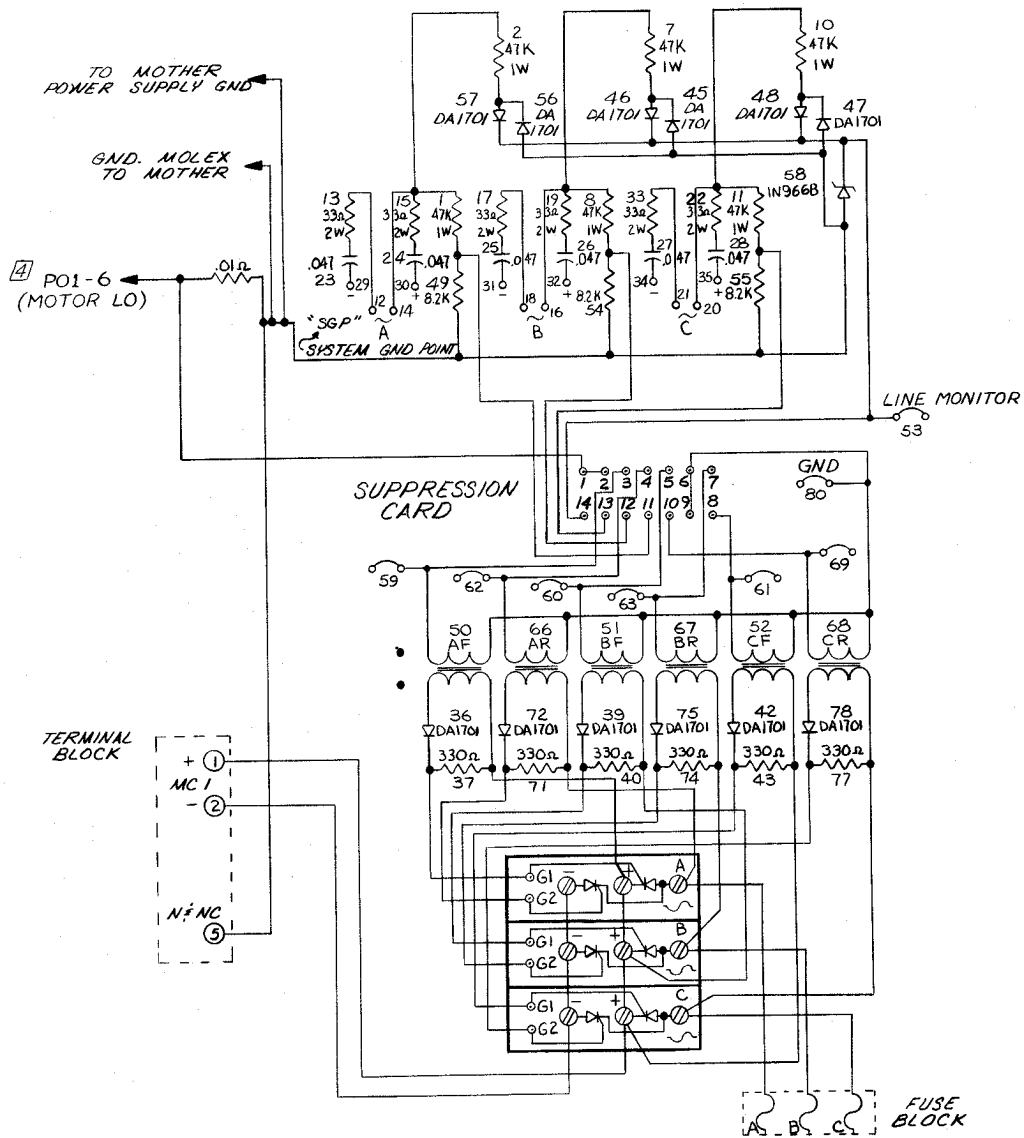 TO MOTHER
POWER SUPPLY GND
GND. MOLEX
TO MOTHER
4 PO1-6
(MOTOR LO)
.01Ω
"SGP"
SYSTEM GND POINT
2
47K
1W
7
47K
1W
10
47K
1W
57
DA1701
56
DA
1701
46
DA1701
45
DA
1701
48
DA1701
47
DA1701
58
1N966B
13
33Ω
2W
.047
23
29
-
15
33Ω
2W
24
.047
30
+
1
47K
1W
49
8.2K
12
14
A
17
33Ω
2W
25
.047
31
-
19
33Ω
2W
26
.047
32
+
8
47K
1W
8.2K
54
18
16
B
33
33Ω
2W
27
.047
34
-
22
33Ω
2W
28
.047
35
+
11
47K
1W
55
8.2K
21
20
C
LINE MONITOR
53
SUPPRESSION
CARD
1 2 3 4 5 6 7
14 13 12 11 10 9 8
GND
80
59
62
60
63
61
69
50
AF
66
AR
51
BF
67
BR
52
CF
68
CR
36
DA1701
72
DA1701
39
DA1701
75
DA1701
42
DA1701
78
DA1701
330Ω
37
330Ω
71
330Ω
40
330Ω
74
330Ω
43
330Ω
77
TERMINAL
BLOCK
+ 1
MC1
- 2
N & NC
5
G1 - + A
G2
G1 - + B
G2
G1 - + C
G2
A B C
FUSE
BLOCK